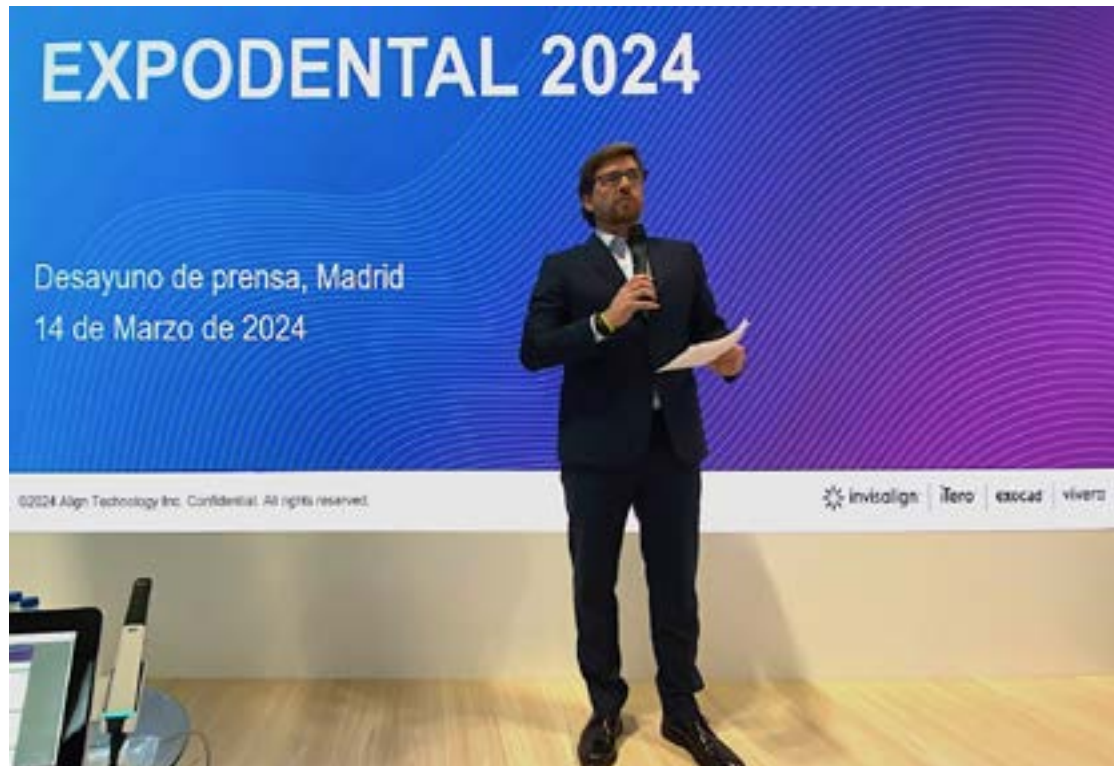 EXPODENTAL 2024
Desayuno de prensa, Madrid
14 de Marzo de 2024
©2024 Align Technology Inc. Confidential. All rights reserved.
invisalign | iTero | exocad | vivera